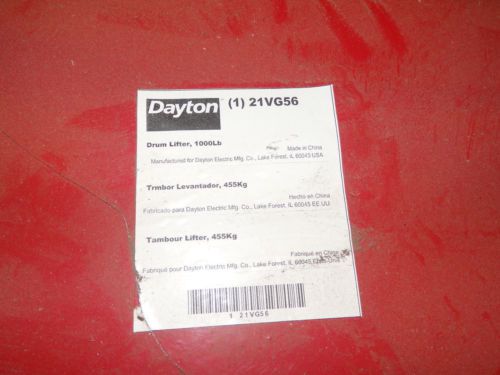 Dayton (1) 21VG56
Drum Lifter, 1000Lb
Made in China
Manufactured for Dayton Electric Mfg. Co., Lake Forest, IL 60045 USA
Trmbor Levantador, 455Kg
Hecho en China
Fabricado para Dayton Electric Mfg. Co., Lake Forest, IL 60045 EE.UU
Tambour Lifter, 455Kg
Fabriqué en China
Fabriqué pour Dayton Electric Mfg. Co., Lake Forest, IL 60045
1 21VG56